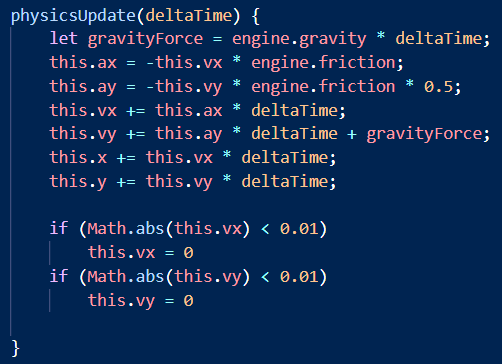 physicsUpdate(deltaTime) {
    let gravityForce = engine.gravity * deltaTime;
    this.ax = -this.vx * engine.friction;
    this.ay = -this.vy * engine.friction * 0.5;
    this.vx += this.ax * deltaTime;
    this.vy += this.ay * deltaTime + gravityForce;
    this.x += this.vx * deltaTime;
    this.y += this.vy * deltaTime;

    if (Math.abs(this.vx) < 0.01)
        this.vx = 0
    if (Math.abs(this.vy) < 0.01)
        this.vy = 0

}